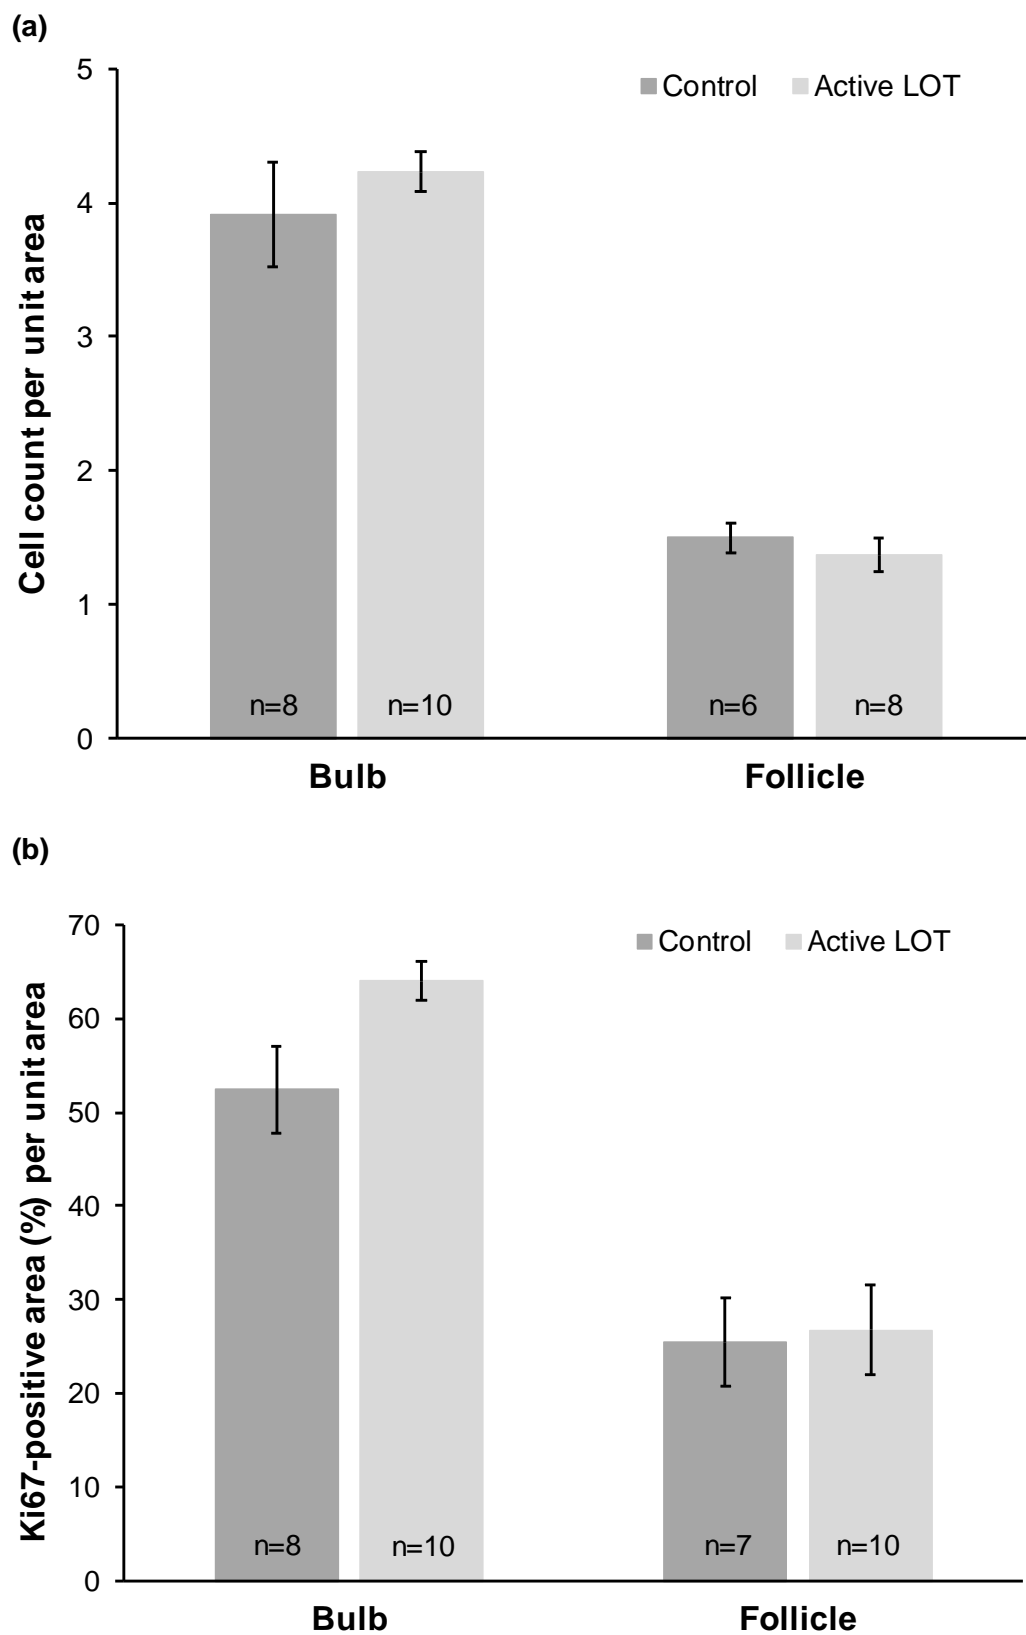 (a)
Cell count per unit area
5
4
3
2
1
0
Control Active LOT
n=8 n=10 n=6 n=8
Bulb Follicle
(b)
Ki67-positive area (%) per unit area
70
60
50
40
30
20
10
0
Control Active LOT
n=8 n=10 n=7 n=10
Bulb Follicle